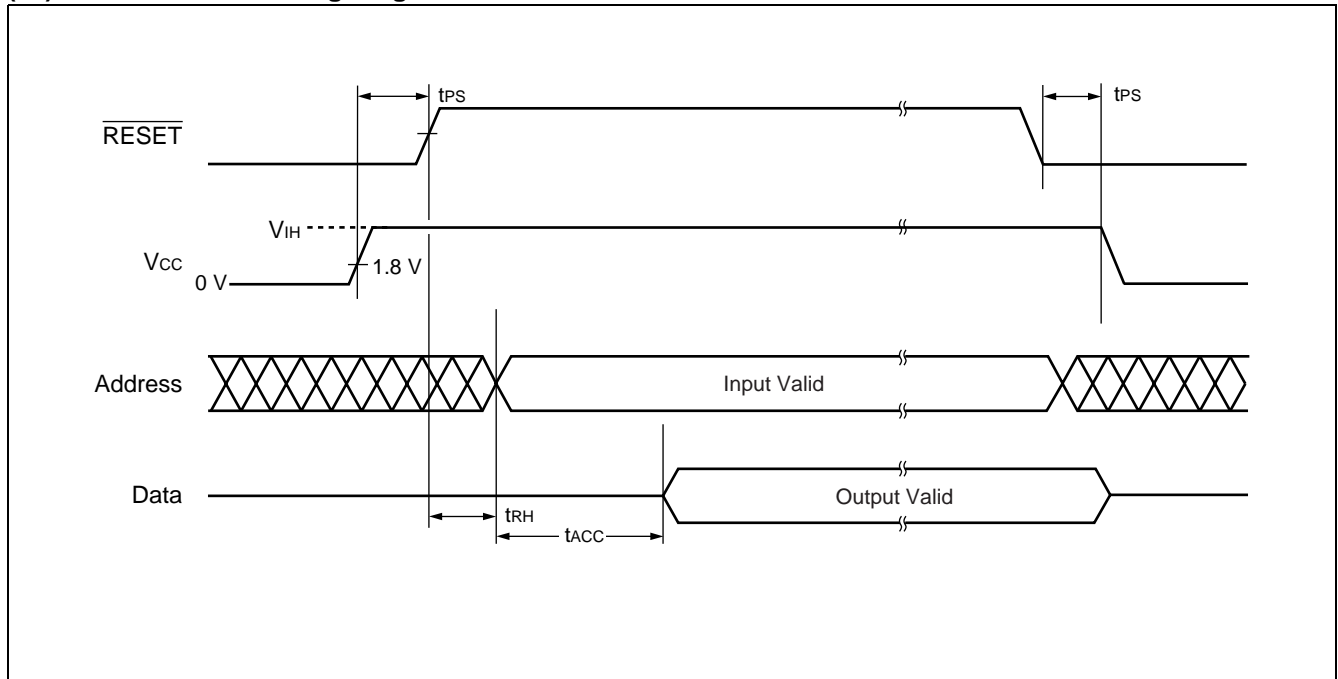 tPS
tPS
RESET
VIH
VCC
1.8 V
0 V
Address
Input Valid
Data
Output Valid
tRH
tACC